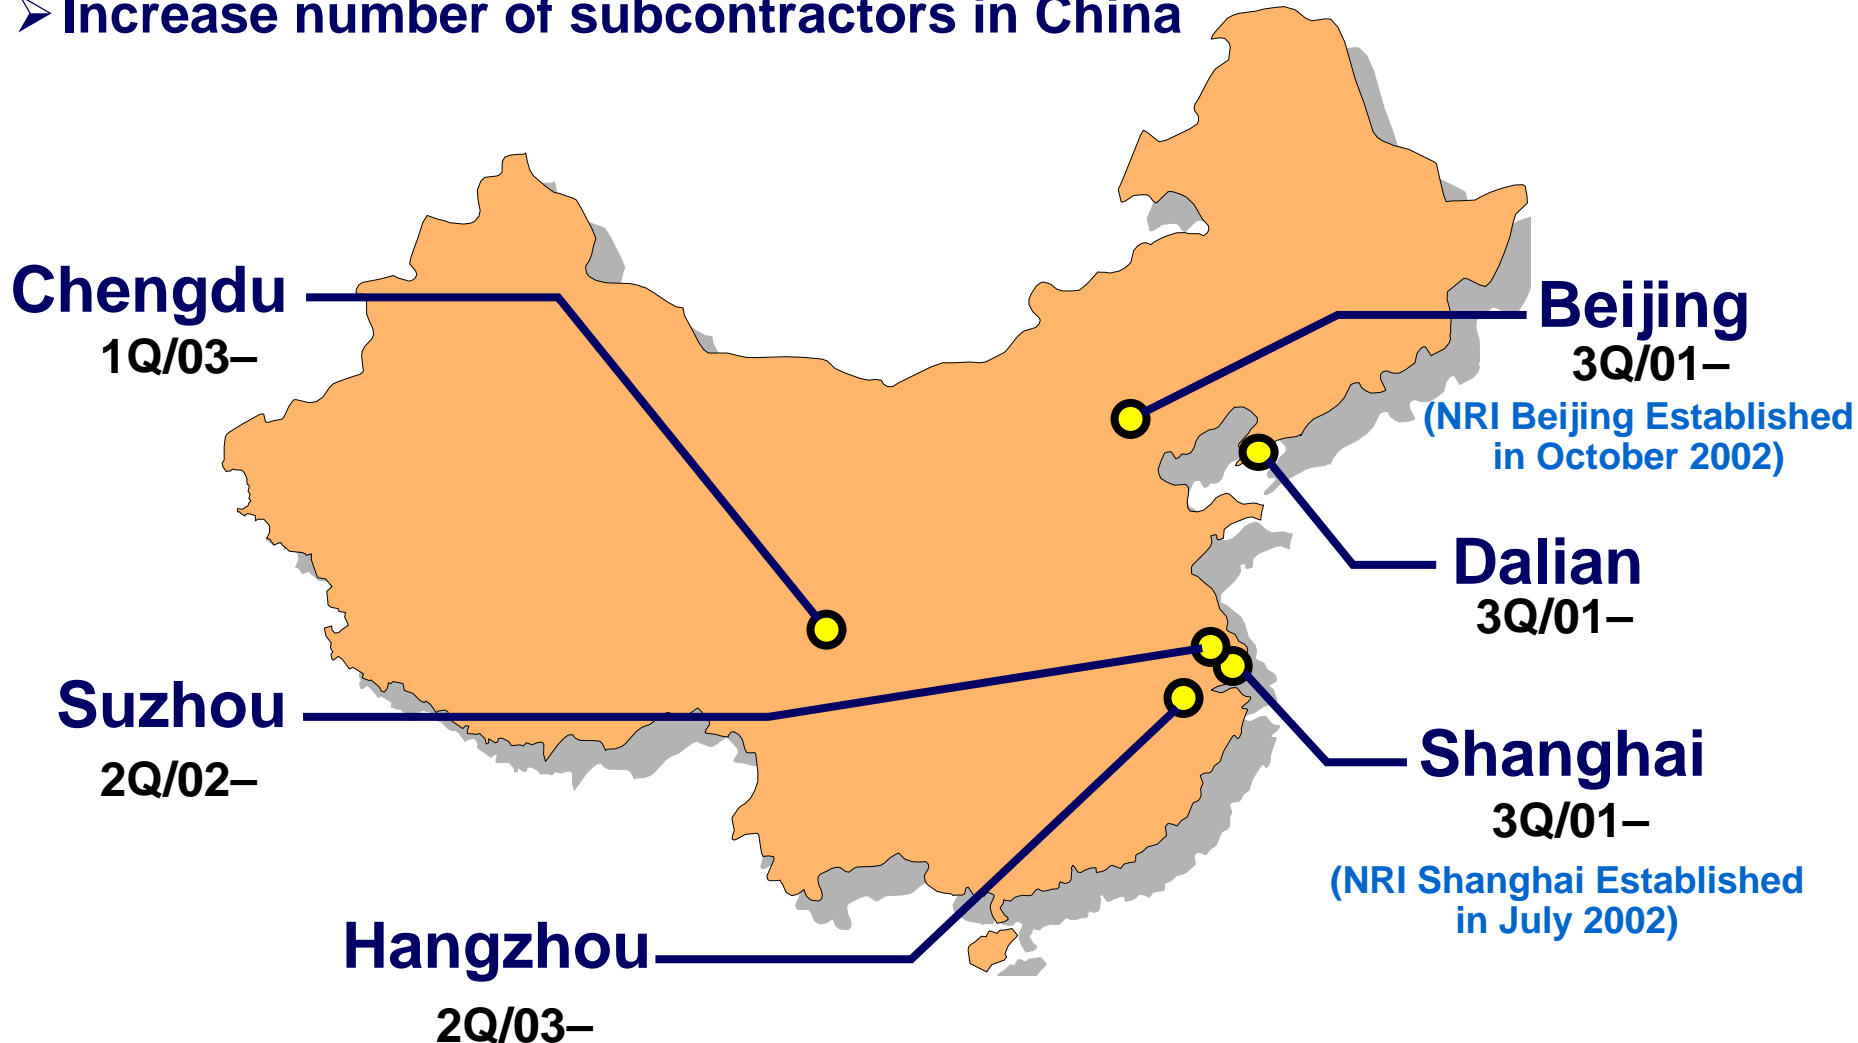 ➢Increase number of subcontractors in China
Chengdu
1Q/03–
Beijing
3Q/01–
(NRI Beijing Established
in October 2002)
Dalian
3Q/01–
Suzhou
2Q/02–
Shanghai
3Q/01–
(NRI Shanghai Established
in July 2002)
Hangzhou
2Q/03–